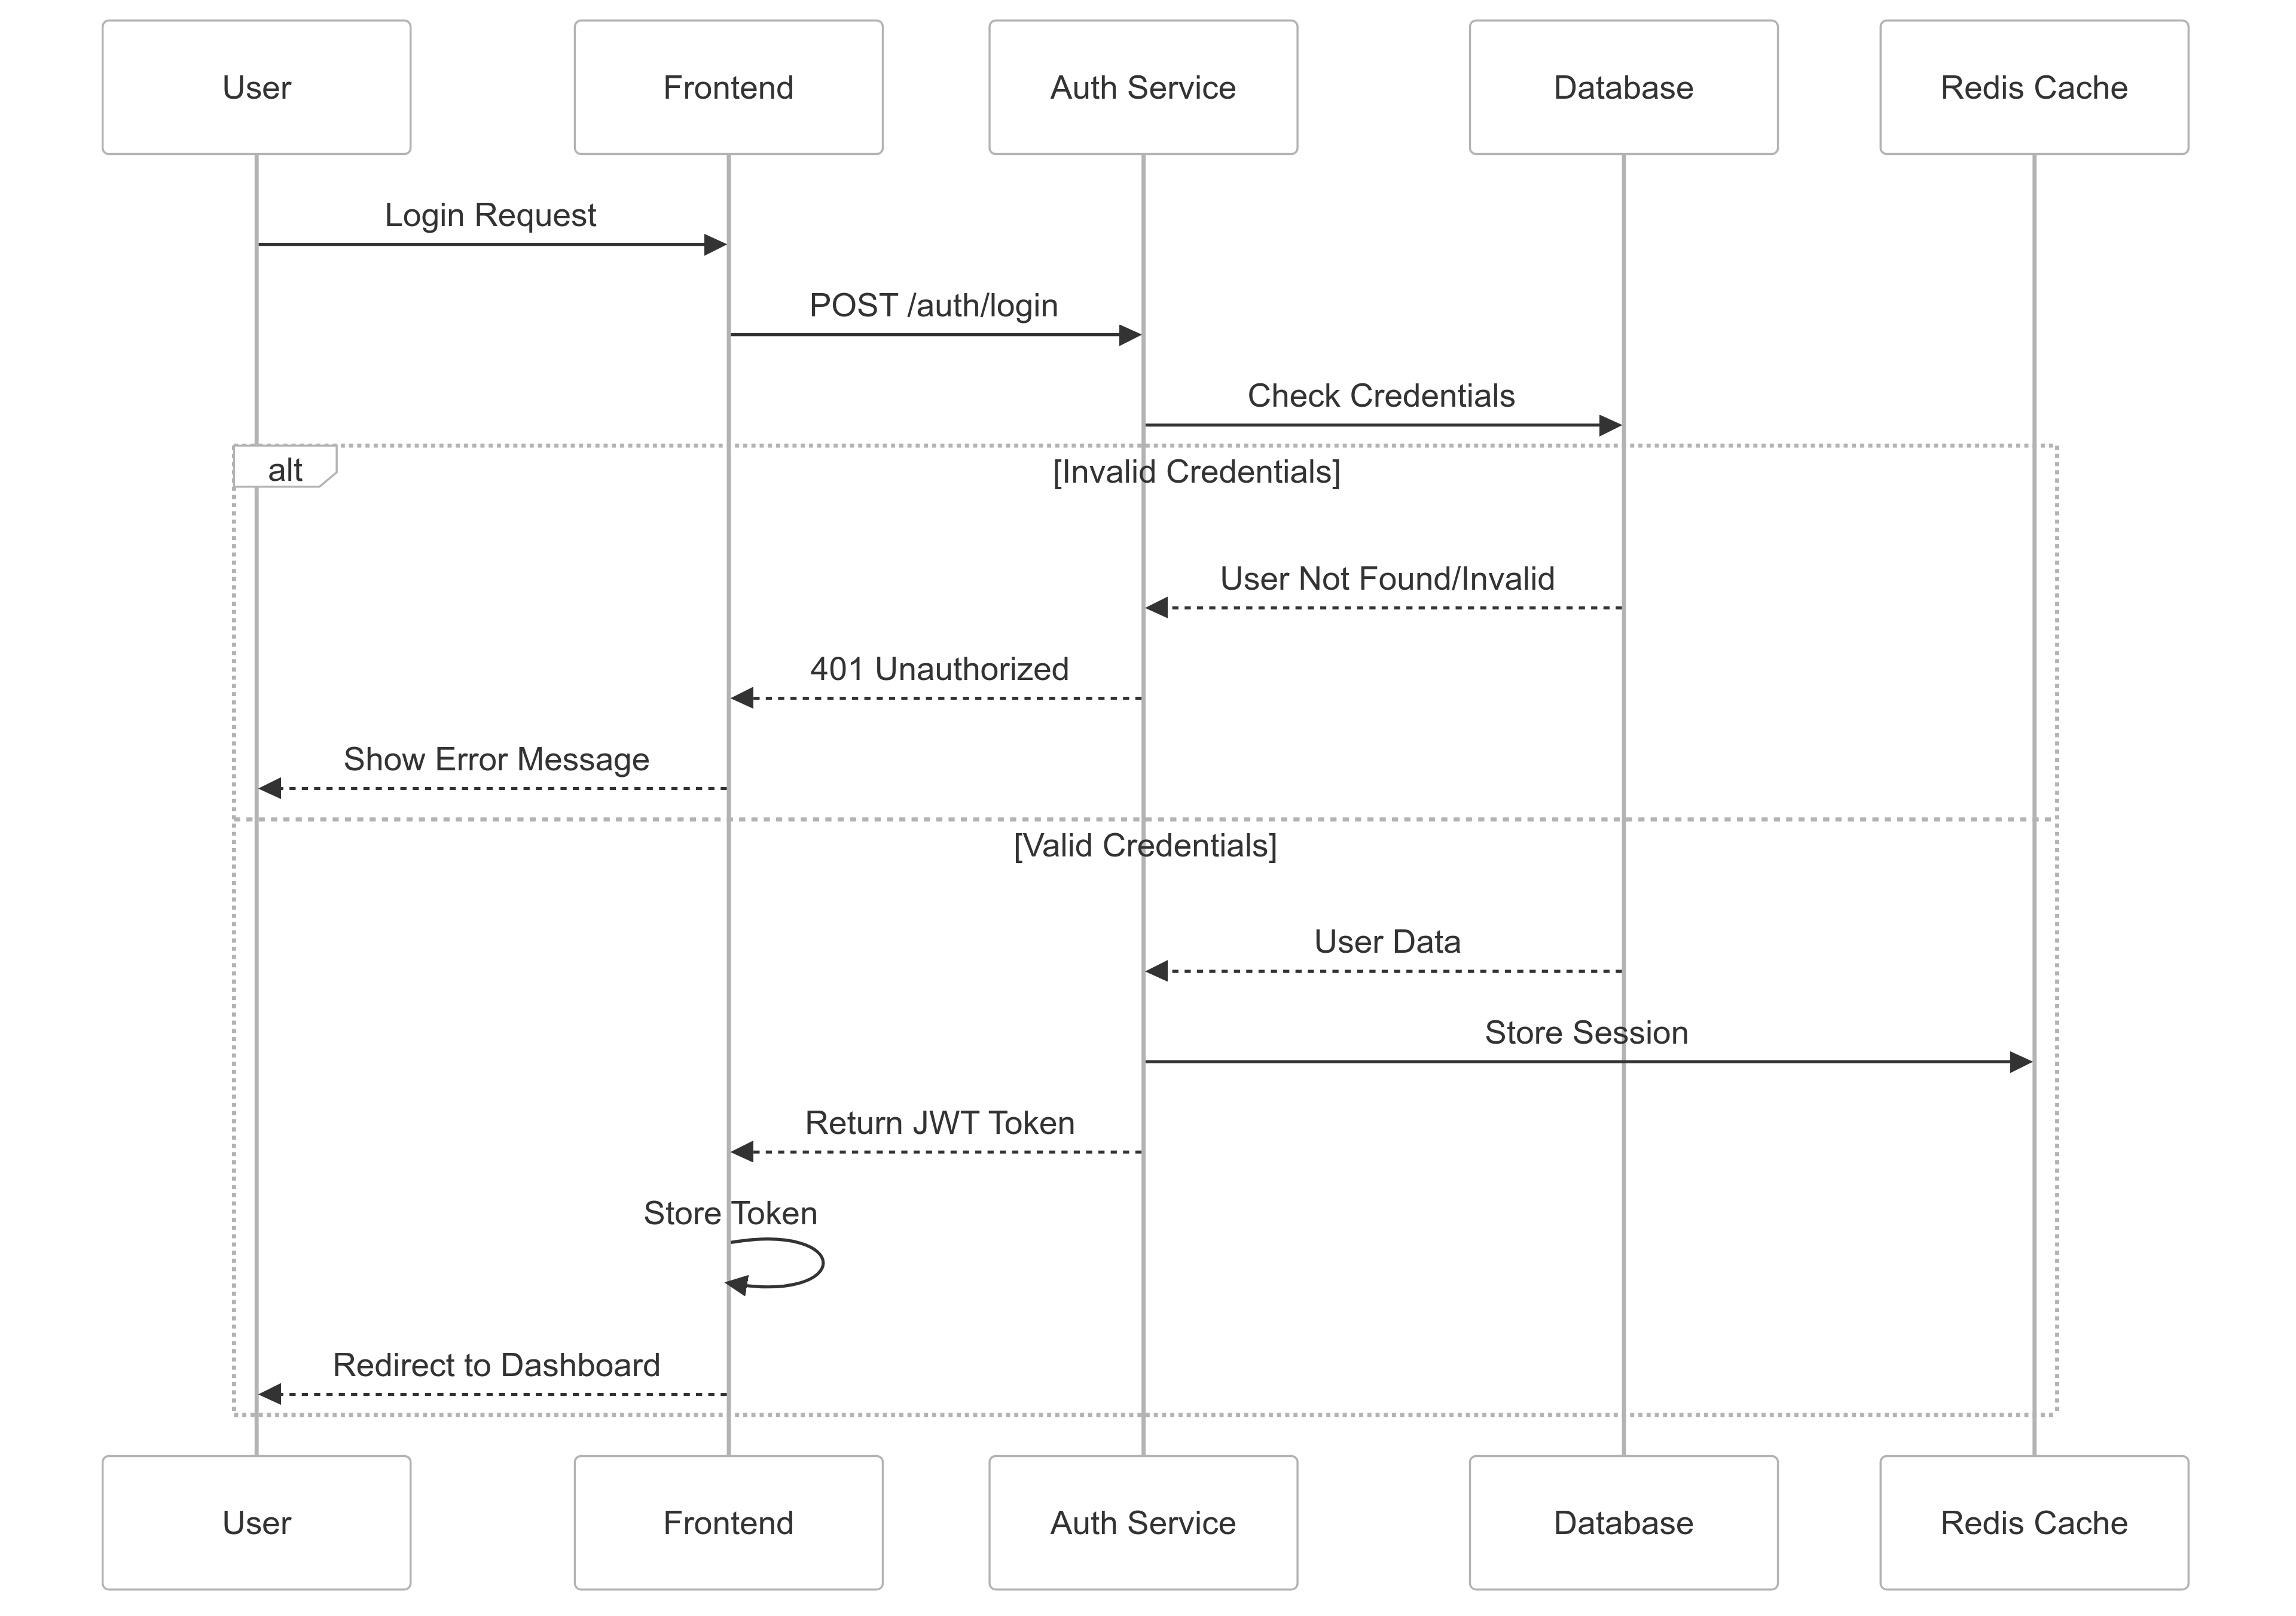 User
Frontend
Auth Service
Database
Redis Cache
Login Request
POST /auth/login
Check Credentials
alt
[Invalid Credentials]
User Not Found/Invalid
401 Unauthorized
Show Error Message
[Valid Credentials]
User Data
Store Session
Return JWT Token
Store Token
Redirect to Dashboard
User
Frontend
Auth Service
Database
Redis Cache